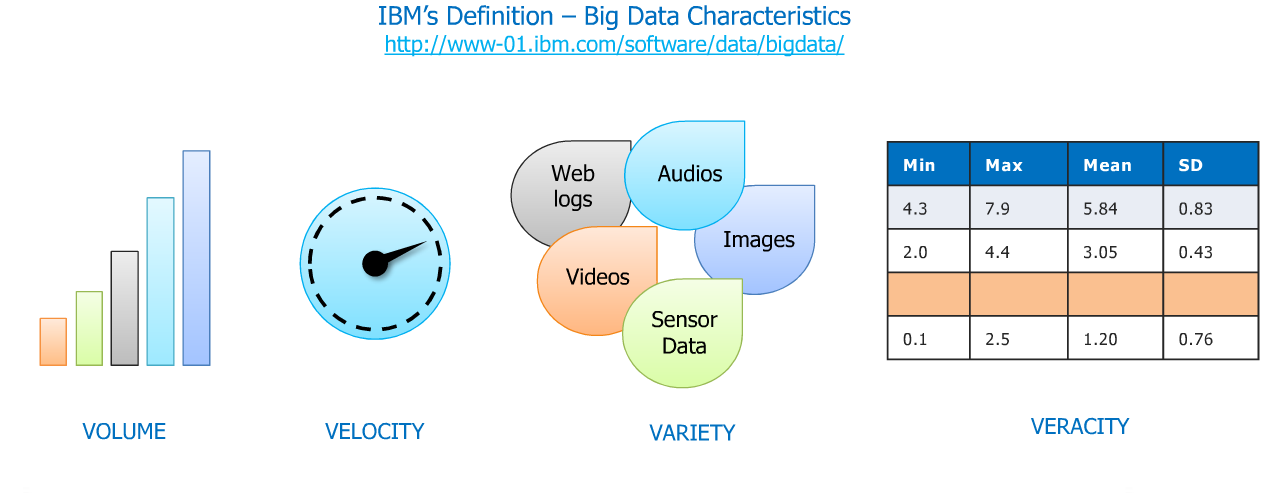 IBM’s Definition – Big Data Characteristics
http://www-01.ibm.com/software/data/bigdata/
Web
logs
Audios
Images
Videos
Sensor
Data
Min Max Mean SD
4.3 7.9 5.84 0.83
2.0 4.4 3.05 0.43
0.1 2.5 1.20 0.76
VOLUME
VELOCITY
VARIETY
VERACITY